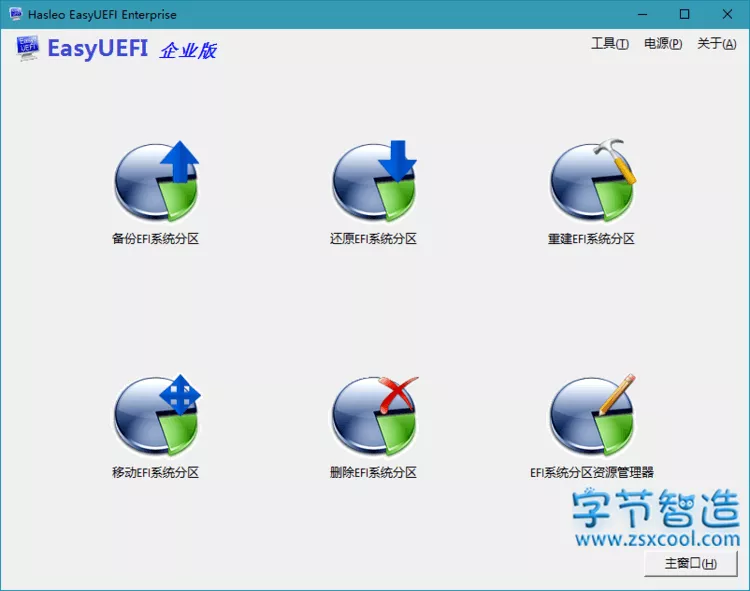 Hasleo EasyUEFI Enterprise
EasyUEFI 企业版
工具(T) 电源(P) 关于(A)
备份EFI系统分区 还原EFI系统分区 重建EFI系统分区
移动EFI系统分区 删除EFI系统分区 EFI系统分区资源管理器
字节智造
www.zsxcool.com
主窗口(H)